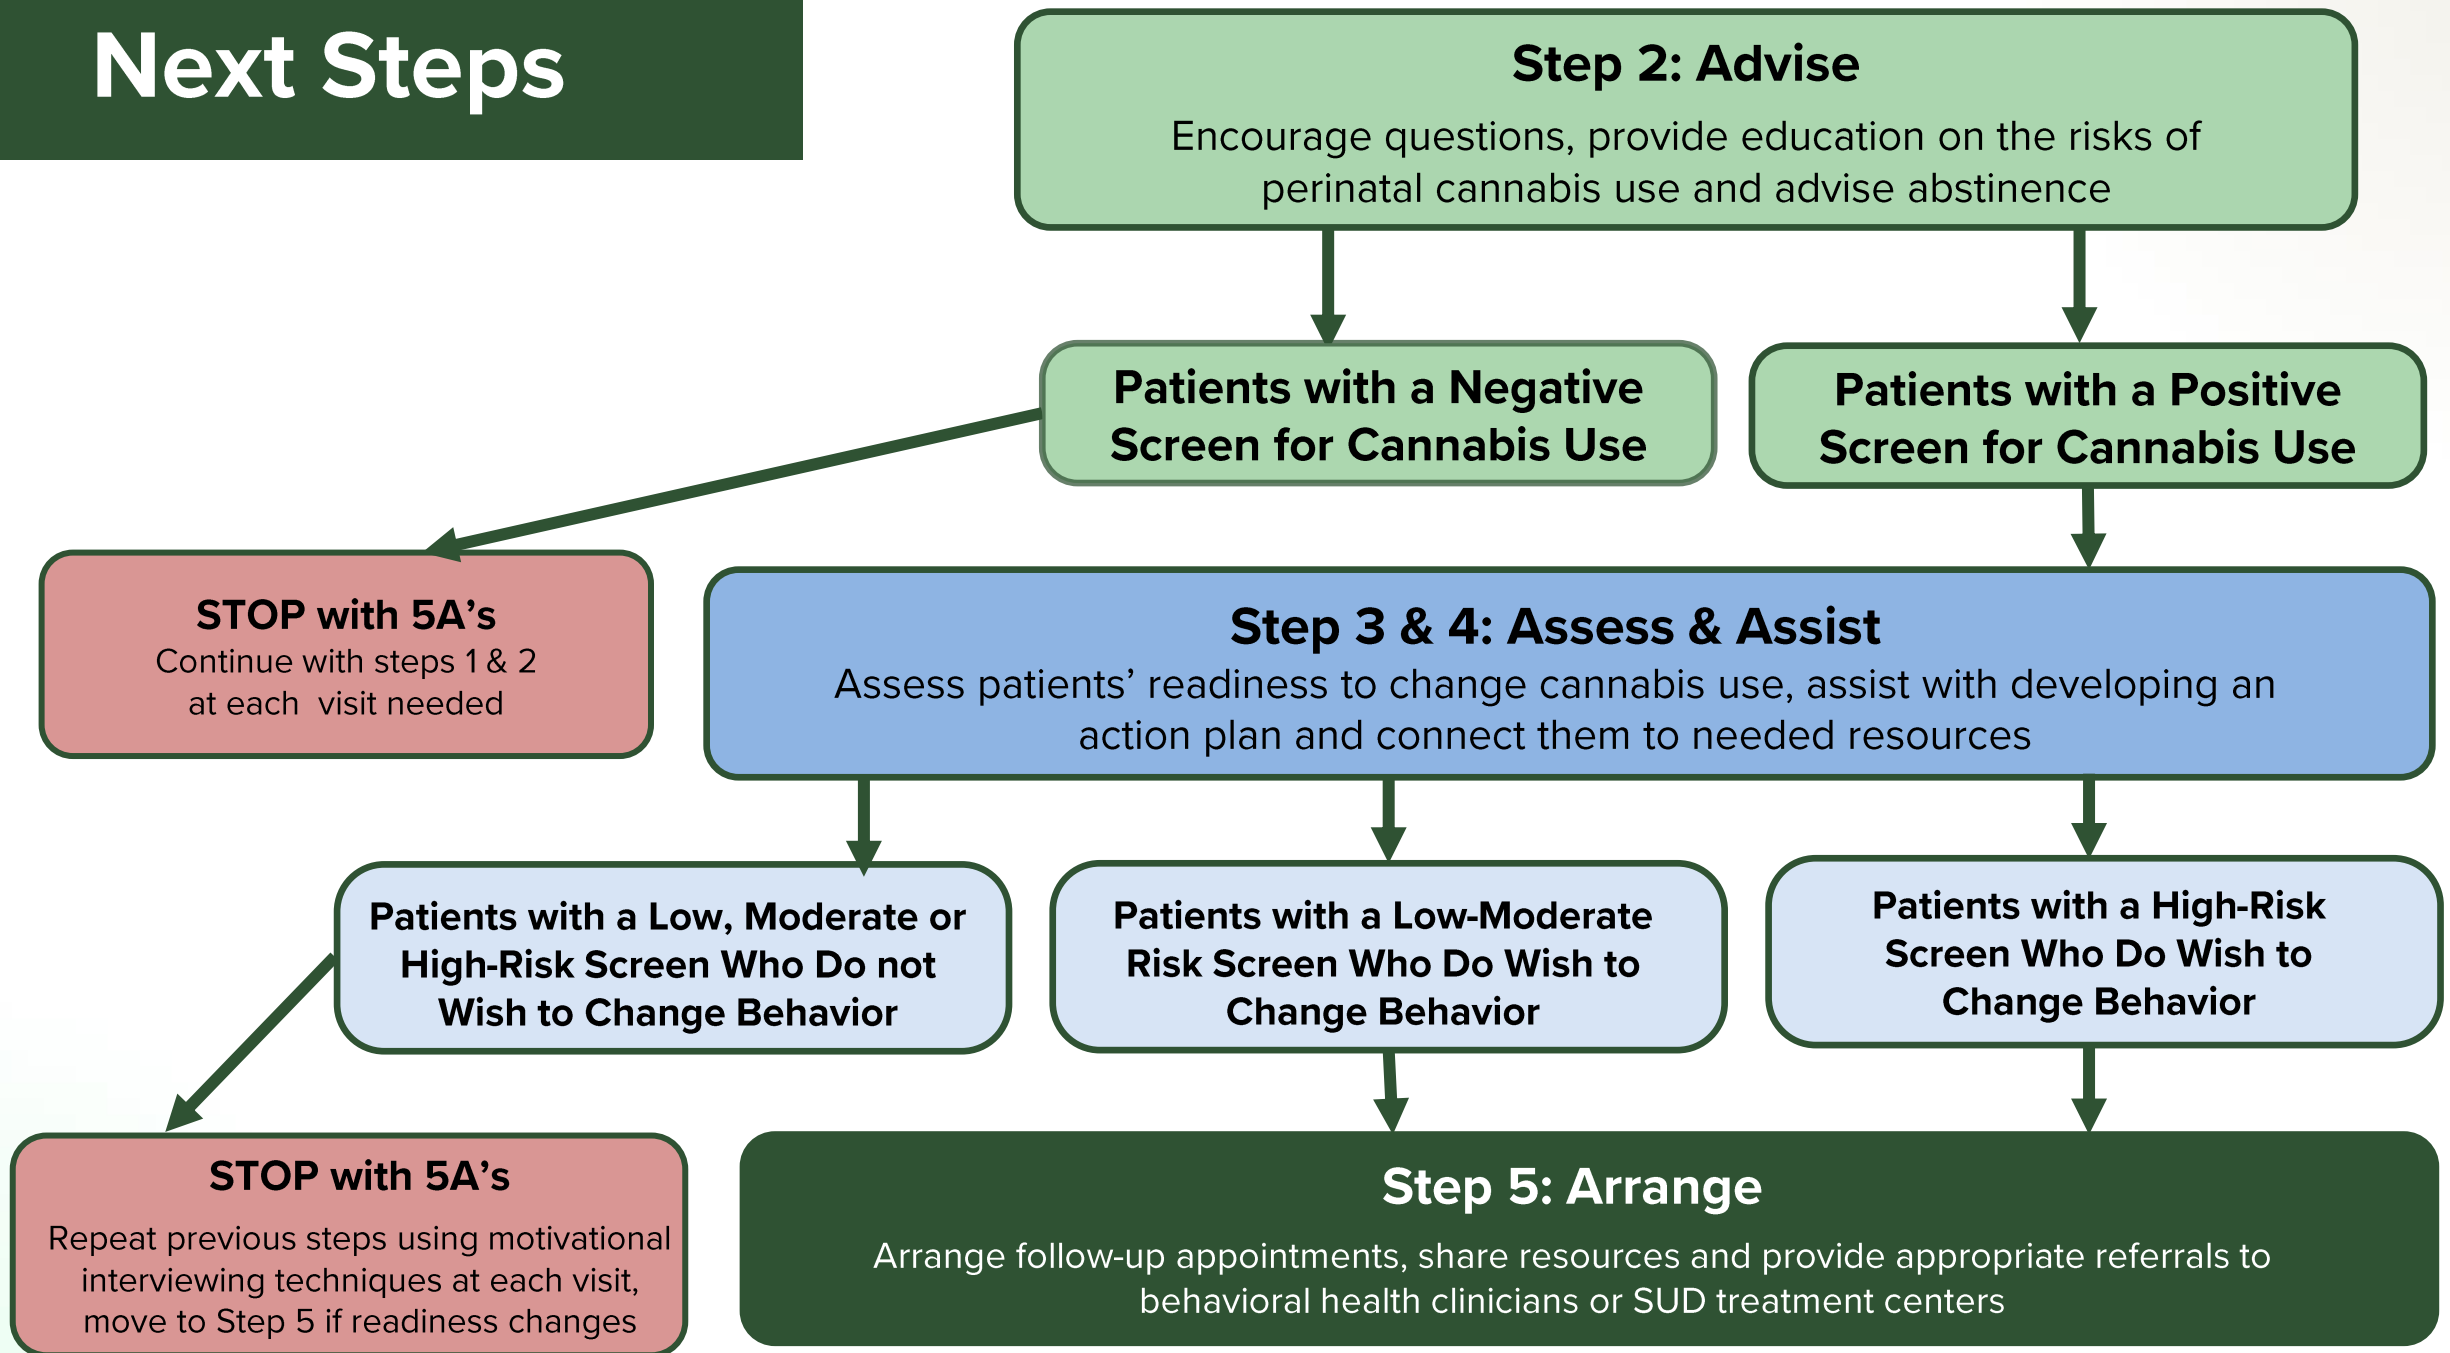 Next Steps
Step 2: Advise
Encourage questions, provide education on the risks of
perinatal cannabis use and advise abstinence
Patients with a Negative
Screen for Cannabis Use
Patients with a Positive
Screen for Cannabis Use
STOP with 5A’s
Continue with steps 1 & 2
at each  visit needed
Step 3 & 4: Assess & Assist
Assess patients’ readiness to change cannabis use, assist with developing an
action plan and connect them to needed resources
Patients with a Low, Moderate or
High-Risk Screen Who Do not
Wish to Change Behavior
Patients with a Low-Moderate
Risk Screen Who Do Wish to
Change Behavior
Patients with a High-Risk
Screen Who Do Wish to
Change Behavior
STOP with 5A’s
Repeat previous steps using motivational
interviewing techniques at each visit,
move to Step 5 if readiness changes
Step 5: Arrange
Arrange follow-up appointments, share resources and provide appropriate referrals to
behavioral health clinicians or SUD treatment centers